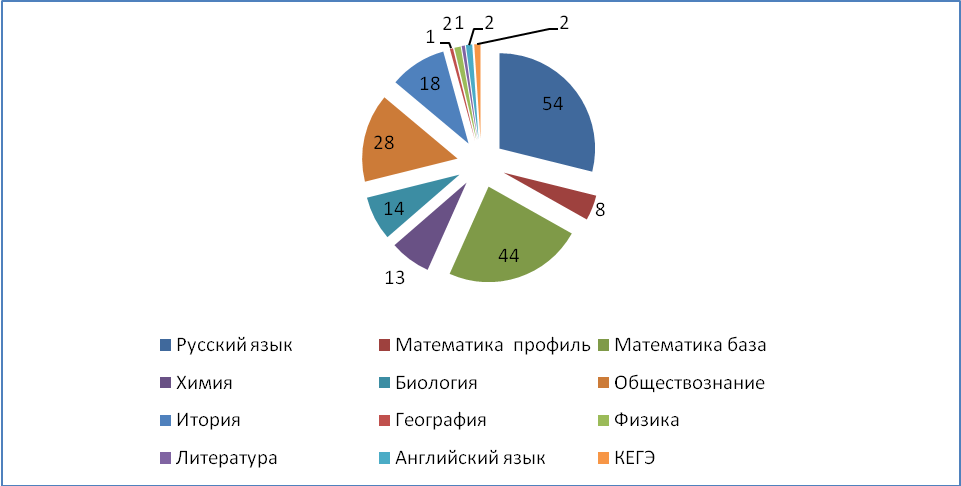 1 2 1 2 2
54
18
28
14
8
44
13
Русский язык Математика профиль Математика база
Химия Биология Обществознание
Итория География Физика
Литература Английский язык КЕГЭ